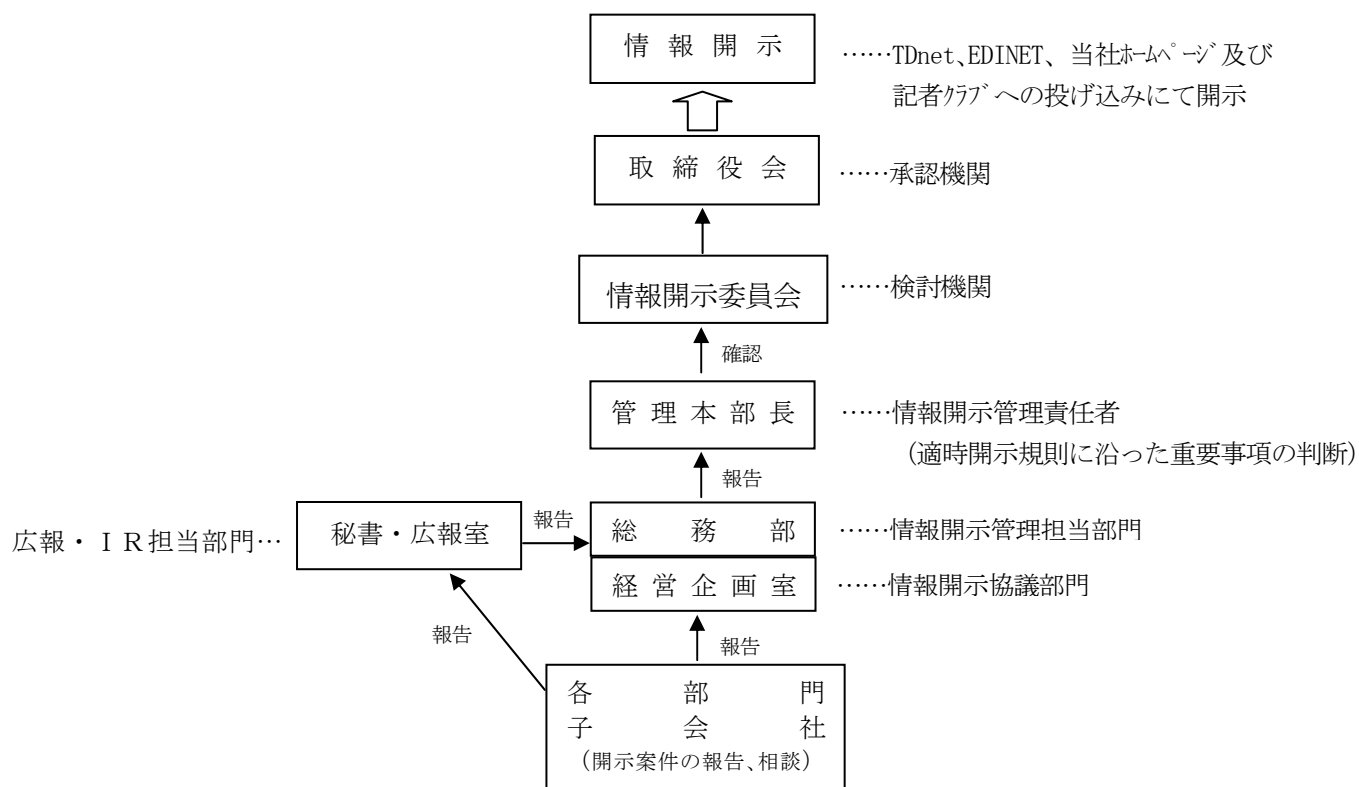 情報開示
……TDnet、EDINET、当社ﾎｰﾑﾍﾟｰｼﾞ及び
記者ｸﾗﾌﾞへの投げ込みにて開示
取締役会
……承認機関
情報開示委員会
……検討機関
確認
管理本部長
……情報開示管理責任者
(適時開示規則に沿った重要事項の判断)
報告
広報・ＩＲ担当部門…
秘書・広報室
報告
総務部
……情報開示管理担当部門
経営企画室
……情報開示協議部門
報告
報告
各部門
子会社
(開示案件の報告、相談)